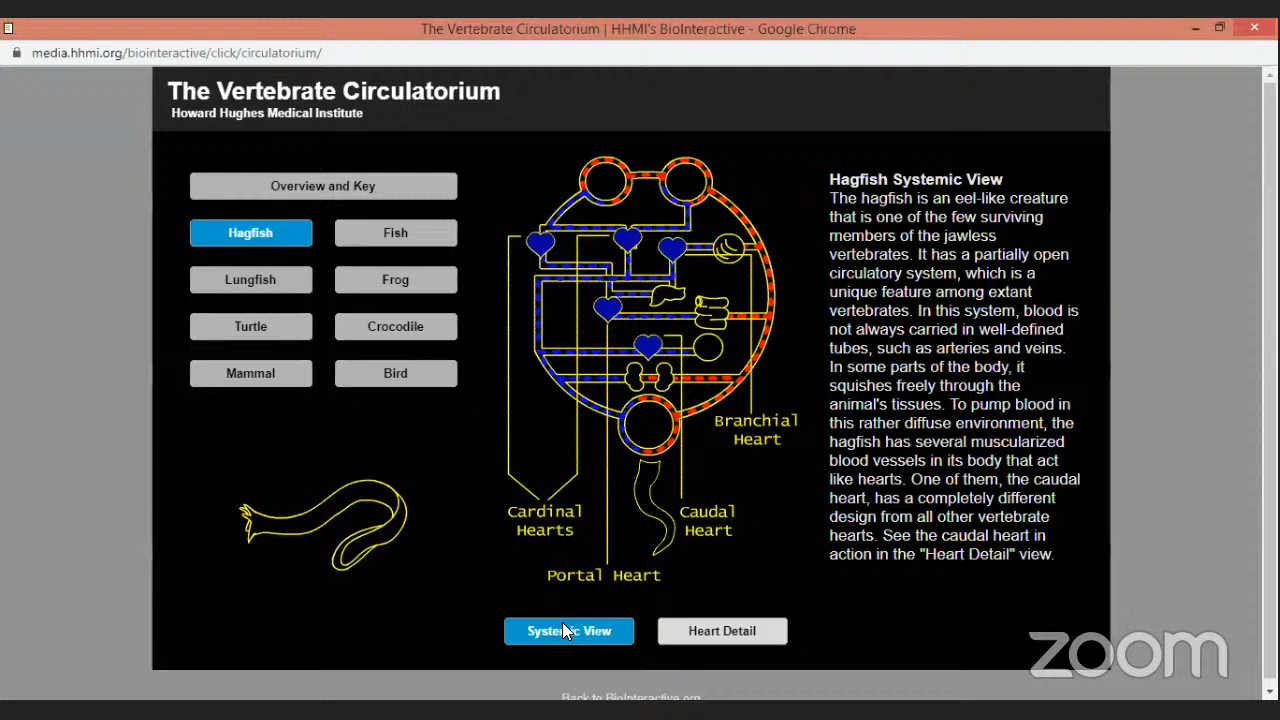 The Vertebrate Circulatorium | HHMI's BioInteractive - Google Chrome
media.hhmi.org/biointeractive/click/circulatorium/
The Vertebrate Circulatorium
Howard Hughes Medical Institute
Overview and Key
Hagfish
Fish
Lungfish
Frog
Turtle
Crocodile
Mammal
Bird
Branchial
Heart
Cardinal
Hearts
Caudal
Heart
Portal Heart
Systemic View
Heart Detail
Hagfish Systemic View
The hagfish is an eel-like creature
that is one of the few surviving
members of the jawless
vertebrates. It has a partially open
circulatory system, which is a
unique feature among extant
vertebrates. In this system, blood is
not always carried in well-defined
tubes, such as arteries and veins.
In some parts of the body, it
squishes freely through the
animal's tissues. To pump blood in
this rather diffuse environment, the
hagfish has several muscularized
blood vessels in its body that act
like hearts. One of them, the caudal
heart, has a completely different
design from all other vertebrate
hearts. See the caudal heart in
action in the "Heart Detail" view.
Back to BioInteractive.org
zoom